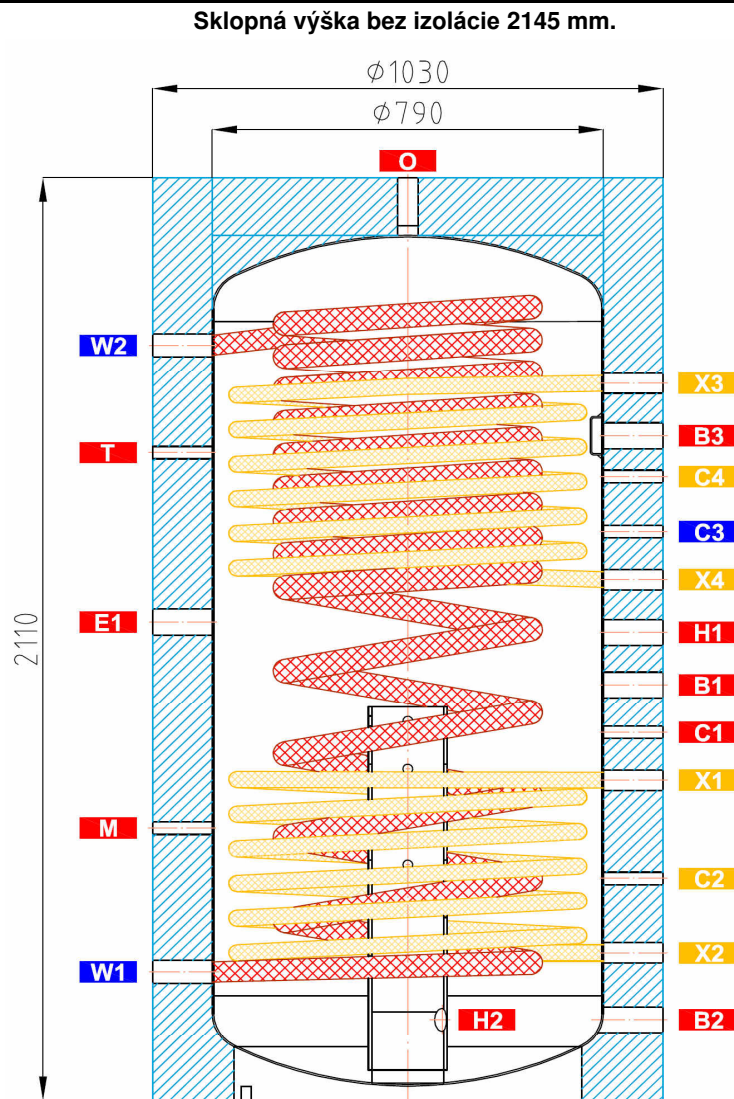 Sklopná výška bez izolácie 2145 mm.
⌀1030
⌀790
O
W2
X3
B3
T
C4
C3
X4
E1
H1
2110
B1
C1
X1
M
C2
X2
W1
H2
B2